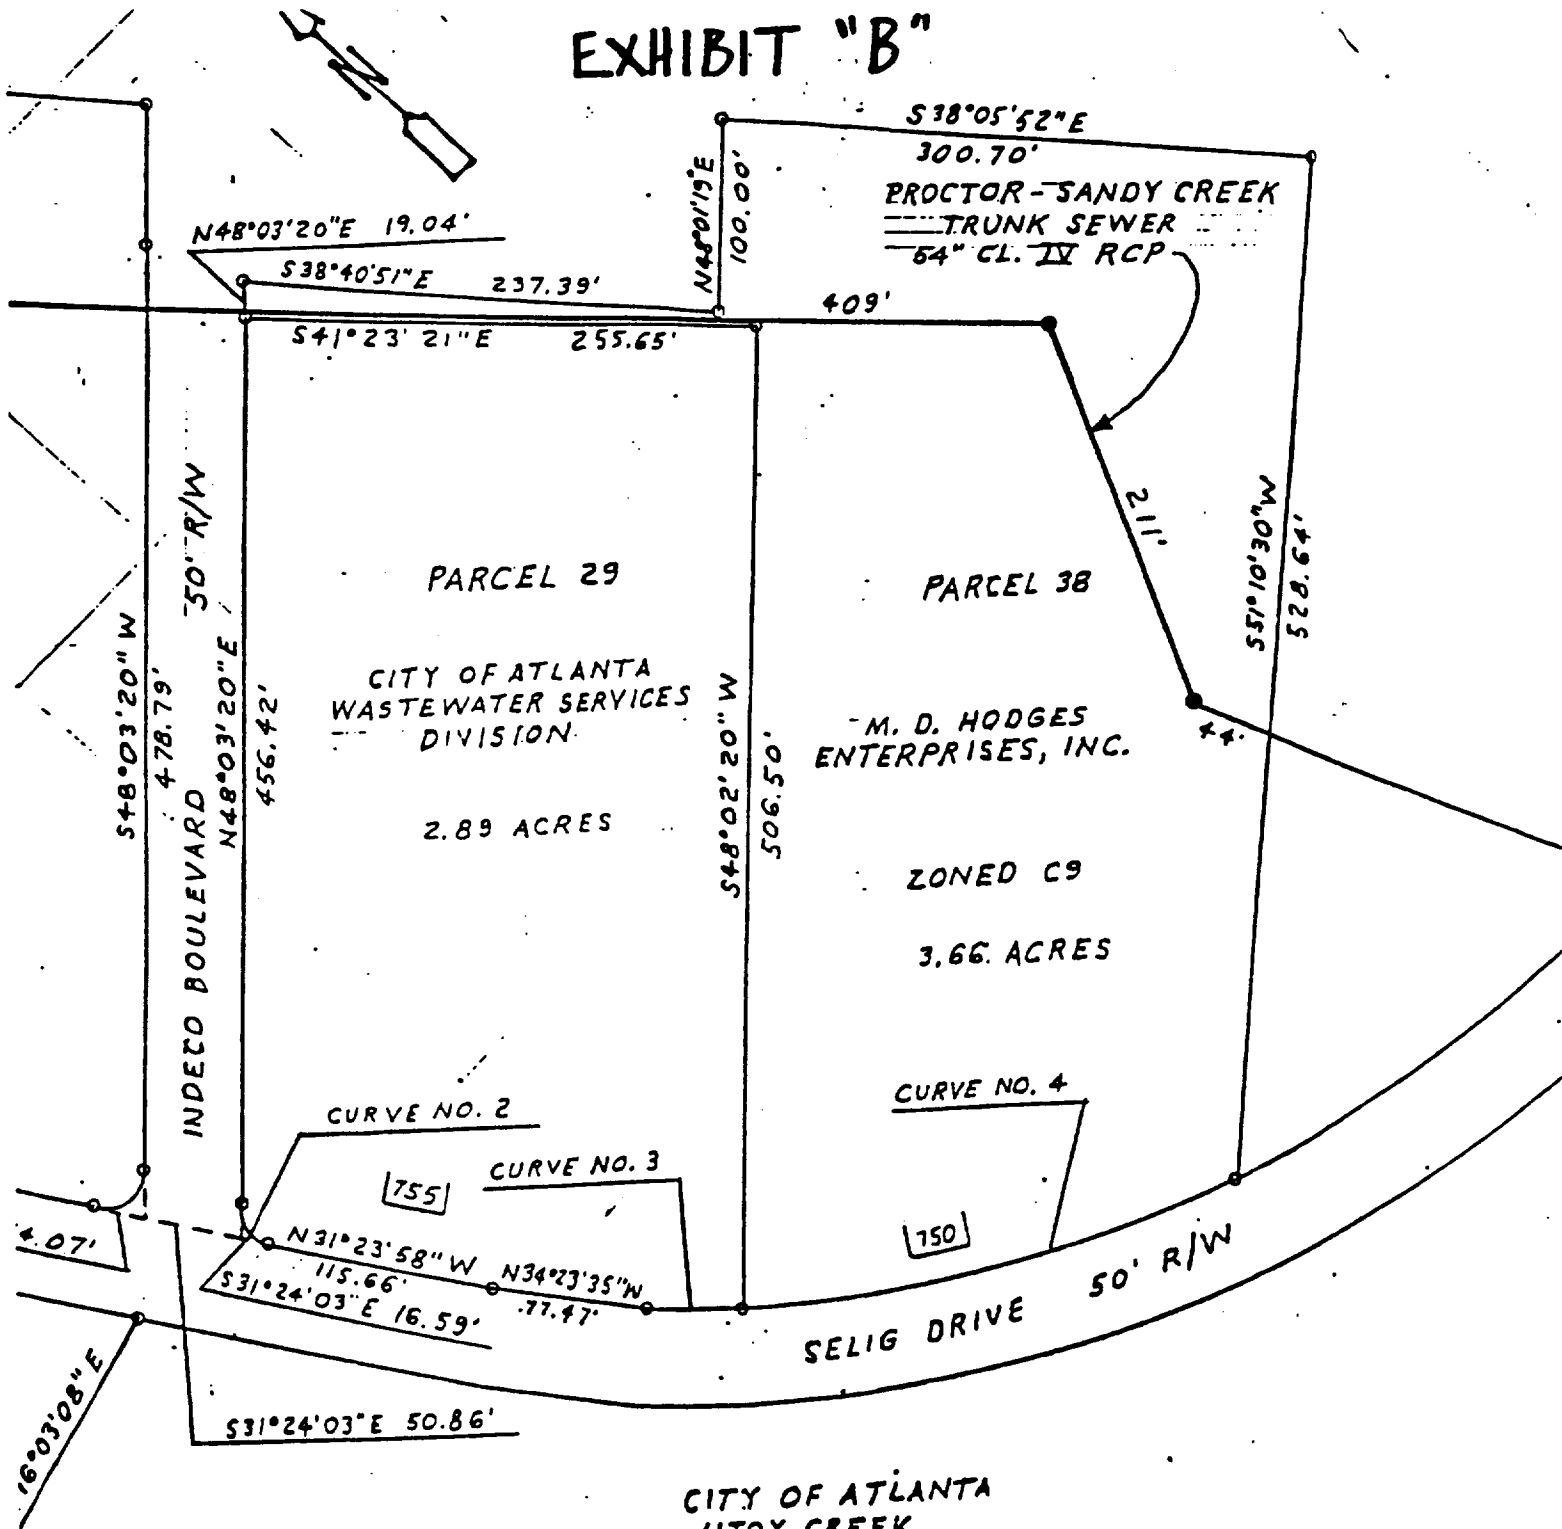 EXHIBIT "B"
S38°05'52"E
300.70'
N48°01'19"E
100.00'
PROCTOR-SANDY CREEK
TRUNK SEWER
54" CL. IV RCP
N48°03'20"E 19.04'
S38°40'51"E 237.39'
409'
S41°23'21"E 255.65'
211'
44'
S51°10'30"W
528.64'
50' R/W
INDECO BOULEVARD
S48°03'20"W
478.79'
N48°03'20"E
456.42'
PARCEL 29
CITY OF ATLANTA
WASTEWATER SERVICES
DIVISION
2.89 ACRES
S48°02'20"W
506.50'
PARCEL 38
M. D. HODGES
ENTERPRISES, INC.
ZONED C9
3.66 ACRES
CURVE NO. 2
CURVE NO. 3
CURVE NO. 4
755
750
4.07'
N31°23'58"W
115.66'
N34°23'35"W
77.47'
S31°24'03"E 16.59'
SELIG DRIVE 50' R/W
S31°24'03"E 50.86'
16°03'08"E
CITY OF ATLANTA
UTOY CREEK